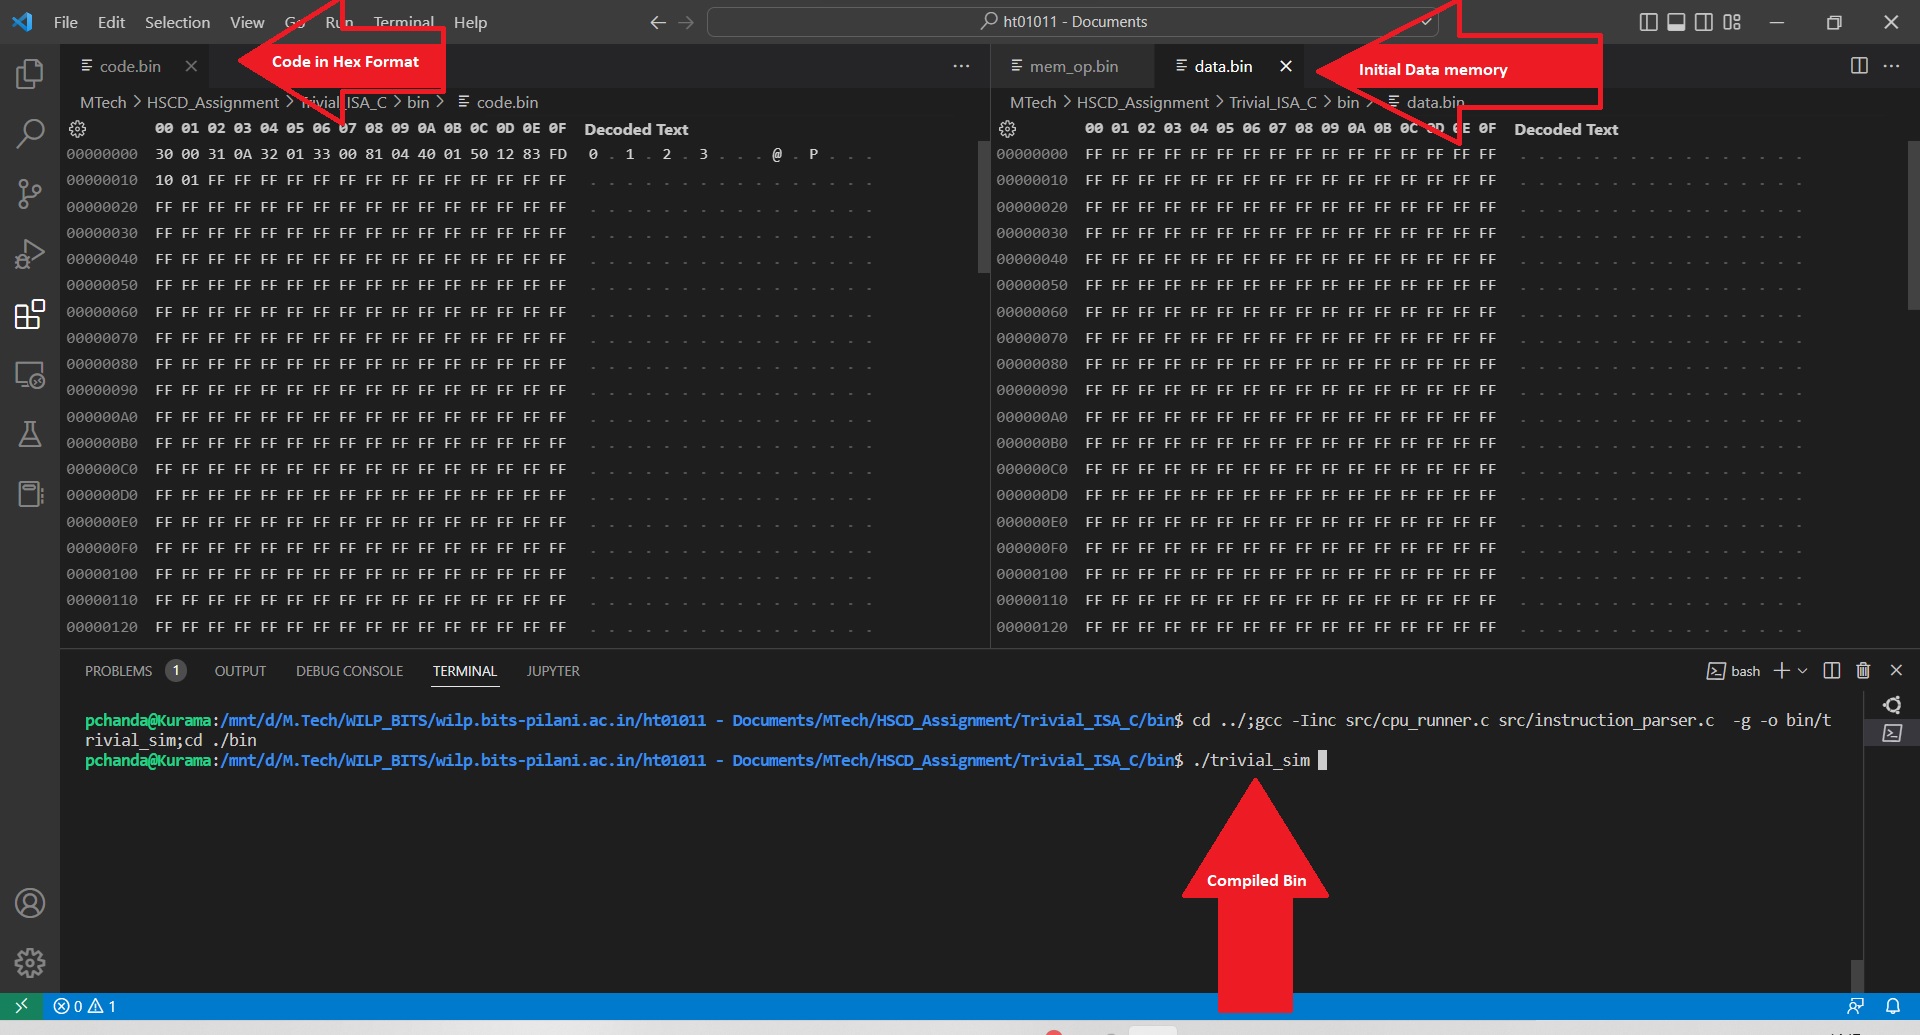 File Edit Selection View Go Run Terminal Help
ht01011 - Documents
code.bin
Code in Hex Format
mem_op.bin data.bin
Initial Data memory
MTech > HSCD_Assignment > Trivial_ISA_C > bin > code.bin
MTech > HSCD_Assignment > Trivial_ISA_C > bin > data.bin
00 01 02 03 04 05 06 07 08 09 0A 0B 0C 0D 0E 0F Decoded Text
00000000 30 00 31 0A 32 01 33 00 81 04 40 01 50 12 83 FD 0 . 1 . 2 . 3 . . . @ . P . . .
00000010 10 01 FF FF FF FF FF FF FF FF FF FF FF FF FF FF . . . . . . . . . . . . . . . .
00000020 FF FF FF FF FF FF FF FF FF FF FF FF FF FF FF FF . . . . . . . . . . . . . . . .
00000030 FF FF FF FF FF FF FF FF FF FF FF FF FF FF FF FF . . . . . . . . . . . . . . . .
00000040 FF FF FF FF FF FF FF FF FF FF FF FF FF FF FF FF . . . . . . . . . . . . . . . .
00000050 FF FF FF FF FF FF FF FF FF FF FF FF FF FF FF FF . . . . . . . . . . . . . . . .
00000060 FF FF FF FF FF FF FF FF FF FF FF FF FF FF FF FF . . . . . . . . . . . . . . . .
00000070 FF FF FF FF FF FF FF FF FF FF FF FF FF FF FF FF . . . . . . . . . . . . . . . .
00000080 FF FF FF FF FF FF FF FF FF FF FF FF FF FF FF FF . . . . . . . . . . . . . . . .
00000090 FF FF FF FF FF FF FF FF FF FF FF FF FF FF FF FF . . . . . . . . . . . . . . . .
000000A0 FF FF FF FF FF FF FF FF FF FF FF FF FF FF FF FF . . . . . . . . . . . . . . . .
000000B0 FF FF FF FF FF FF FF FF FF FF FF FF FF FF FF FF . . . . . . . . . . . . . . . .
000000C0 FF FF FF FF FF FF FF FF FF FF FF FF FF FF FF FF . . . . . . . . . . . . . . . .
000000D0 FF FF FF FF FF FF FF FF FF FF FF FF FF FF FF FF . . . . . . . . . . . . . . . .
000000E0 FF FF FF FF FF FF FF FF FF FF FF FF FF FF FF FF . . . . . . . . . . . . . . . .
000000F0 FF FF FF FF FF FF FF FF FF FF FF FF FF FF FF FF . . . . . . . . . . . . . . . .
00000100 FF FF FF FF FF FF FF FF FF FF FF FF FF FF FF FF . . . . . . . . . . . . . . . .
00000110 FF FF FF FF FF FF FF FF FF FF FF FF FF FF FF FF . . . . . . . . . . . . . . . .
00000120 FF FF FF FF FF FF FF FF FF FF FF FF FF FF FF FF . . . . . . . . . . . . . . . .
00 01 02 03 04 05 06 07 08 09 0A 0B 0C 0D 0E 0F Decoded Text
00000000 FF FF FF FF FF FF FF FF FF FF FF FF FF FF FF FF . . . . . . . . . . . . . . . .
00000010 FF FF FF FF FF FF FF FF FF FF FF FF FF FF FF FF . . . . . . . . . . . . . . . .
00000020 FF FF FF FF FF FF FF FF FF FF FF FF FF FF FF FF . . . . . . . . . . . . . . . .
00000030 FF FF FF FF FF FF FF FF FF FF FF FF FF FF FF FF . . . . . . . . . . . . . . . .
00000040 FF FF FF FF FF FF FF FF FF FF FF FF FF FF FF FF . . . . . . . . . . . . . . . .
00000050 FF FF FF FF FF FF FF FF FF FF FF FF FF FF FF FF . . . . . . . . . . . . . . . .
00000060 FF FF FF FF FF FF FF FF FF FF FF FF FF FF FF FF . . . . . . . . . . . . . . . .
00000070 FF FF FF FF FF FF FF FF FF FF FF FF FF FF FF FF . . . . . . . . . . . . . . . .
00000080 FF FF FF FF FF FF FF FF FF FF FF FF FF FF FF FF . . . . . . . . . . . . . . . .
00000090 FF FF FF FF FF FF FF FF FF FF FF FF FF FF FF FF . . . . . . . . . . . . . . . .
000000A0 FF FF FF FF FF FF FF FF FF FF FF FF FF FF FF FF . . . . . . . . . . . . . . . .
000000B0 FF FF FF FF FF FF FF FF FF FF FF FF FF FF FF FF . . . . . . . . . . . . . . . .
000000C0 FF FF FF FF FF FF FF FF FF FF FF FF FF FF FF FF . . . . . . . . . . . . . . . .
000000D0 FF FF FF FF FF FF FF FF FF FF FF FF FF FF FF FF . . . . . . . . . . . . . . . .
000000E0 FF FF FF FF FF FF FF FF FF FF FF FF FF FF FF FF . . . . . . . . . . . . . . . .
000000F0 FF FF FF FF FF FF FF FF FF FF FF FF FF FF FF FF . . . . . . . . . . . . . . . .
00000100 FF FF FF FF FF FF FF FF FF FF FF FF FF FF FF FF . . . . . . . . . . . . . . . .
00000110 FF FF FF FF FF FF FF FF FF FF FF FF FF FF FF FF . . . . . . . . . . . . . . . .
00000120 FF FF FF FF FF FF FF FF FF FF FF FF FF FF FF FF . . . . . . . . . . . . . . . .
PROBLEMS 1 OUTPUT DEBUG CONSOLE TERMINAL JUPYTER bash
pchanda@Kurama:/mnt/d/M.Tech/WILP_BITS/wilp.bits-pilani.ac.in/ht01011 - Documents/MTech/HSCD_Assignment/Trivial_ISA_C/bin$ cd ../;gcc -Iinc src/cpu_runner.c src/instruction_parser.c -g -o bin/t
rivial_sim;cd ./bin
pchanda@Kurama:/mnt/d/M.Tech/WILP_BITS/wilp.bits-pilani.ac.in/ht01011 - Documents/MTech/HSCD_Assignment/Trivial_ISA_C/bin$ ./trivial_sim
Compiled Bin
0 1